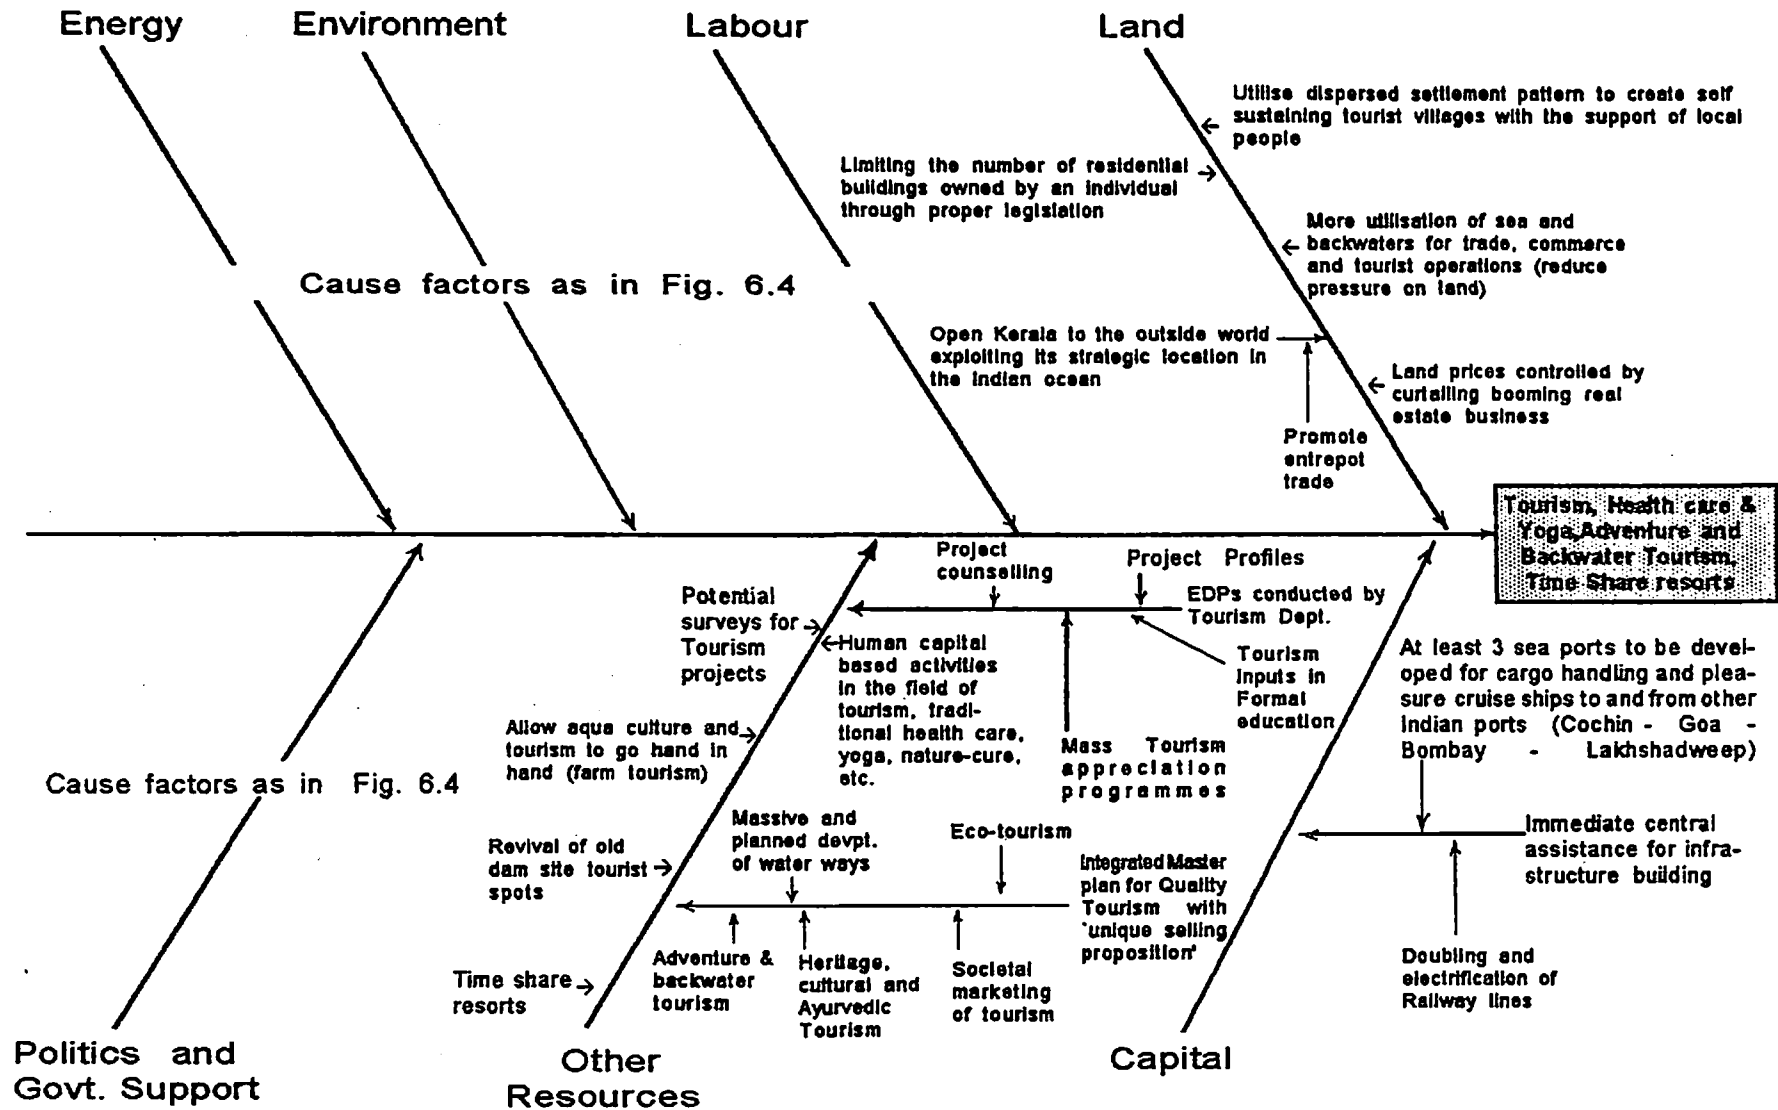 Energy
Environment
Labour
Land
Utilise dispersed settlement pattern to create self
sustaining tourist villages with the support of local
people
Limiting the number of residential
buildings owned by an individual
through proper legislation
More utilisation of sea and
backwaters for trade, commerce
and tourist operations (reduce
pressure on land)
Cause factors as in Fig. 6.4
Open Kerala to the outside world
exploiting its strategic location in
the Indian ocean
Land prices controlled by
curtailing booming real
estate business
Promote
entrepot
trade
Tourism, Health care &
Yoga,Adventure and
Backwater Tourism,
Time Share resorts
Project
counselling
Project Profiles
EDPs conducted by
Tourism Dept.
Potential
surveys for
Tourism
projects
Human capital
based activities
in the field of
tourism, tradi-
tional health care,
yoga, nature-cure,
etc.
Tourism
Inputs in
Formal
education
At least 3 sea ports to be devel-
oped for cargo handling and plea-
sure cruise ships to and from other
Indian ports (Cochin - Goa -
Bombay - Lakhshadweep)
Allow aqua culture and
tourism to go hand in
hand (farm tourism)
Mass Tourism
appreciation
programmes
Cause factors as in Fig. 6.4
Massive and
planned devpt.
of water ways
Eco-tourism
Immediate central
assistance for infra-
structure building
Revival of old
dam site tourist
spots
Integrated Master
plan for Quality
Tourism with
'unique selling
proposition'
Adventure &
backwater
tourism
Heritage,
cultural and
Ayurvedic
Tourism
Societal
marketing
of tourism
Doubling and
electrification of
Railway lines
Time share
resorts
Politics and
Govt. Support
Other
Resources
Capital